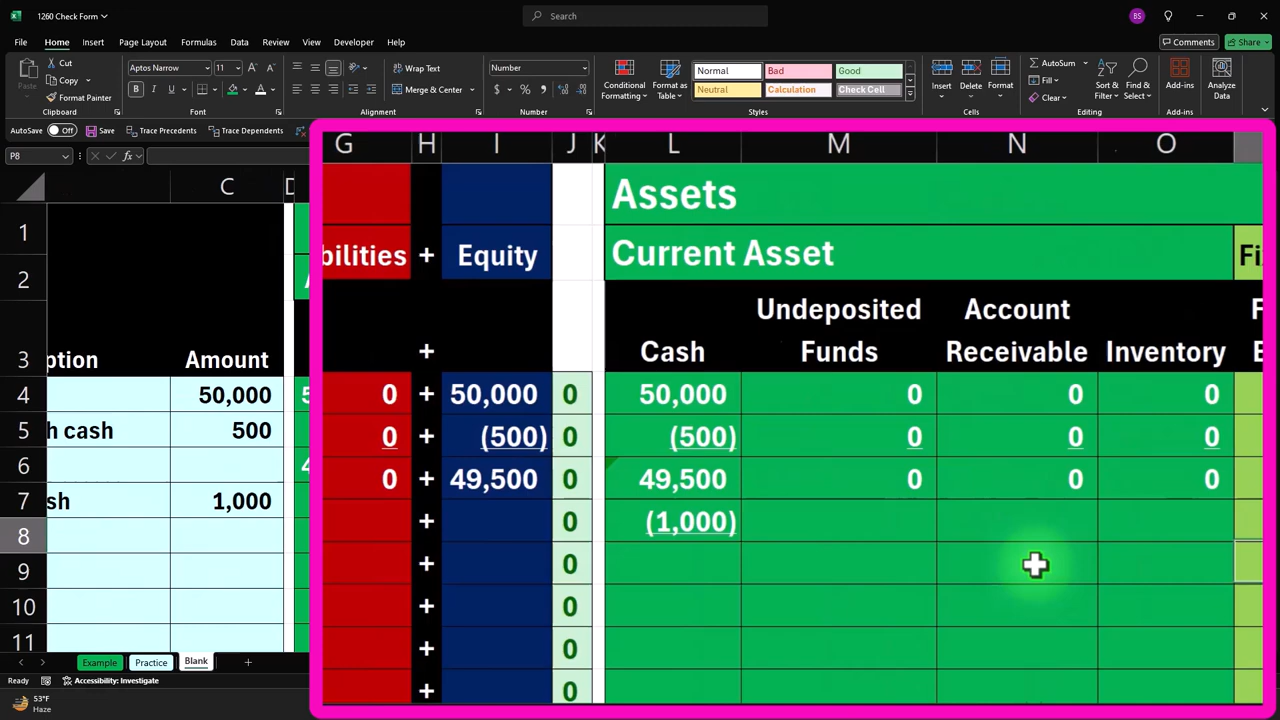 1260 Check Form
Search
BS
File Home Insert Draw Page Layout Formulas Data Review View Developer Help
Comments Share
Cut
Copy
Format Painter
Clipboard
Aptos Narrow 11
B I U
Font
Wrap Text
Merge & Center
Alignment
Number
$ % ,
Number
Conditional Formatting
Format as Table
Normal Bad Good
Neutral Calculation Check Cell
Styles
Insert Delete Format
Cells
AutoSum
Fill
Clear
Sort & Filter
Find & Select
Editing
Add-ins
Add-ins
Analyze Data
AutoSave Off Save Trace Precedents Trace Dependents
P8 fx
C D
G H I J K L M N O
1
2
3
4
5
6
7
8
9
10
11
ption Amount
50,000
h cash 500
sh 1,000
Assets
bilities + Equity Current Asset Fi
+ Cash Undeposited Funds Account Receivable Inventory
0 + 50,000 0 50,000 0 0 0
0 + (500) 0 (500) 0 0 0
0 + 49,500 0 49,500 0 0 0
+ 0 (1,000)
+ 0
+ 0
+ 0
+ 0
Example Practice Blank +
Ready Accessibility: Investigate
53°F
Haze